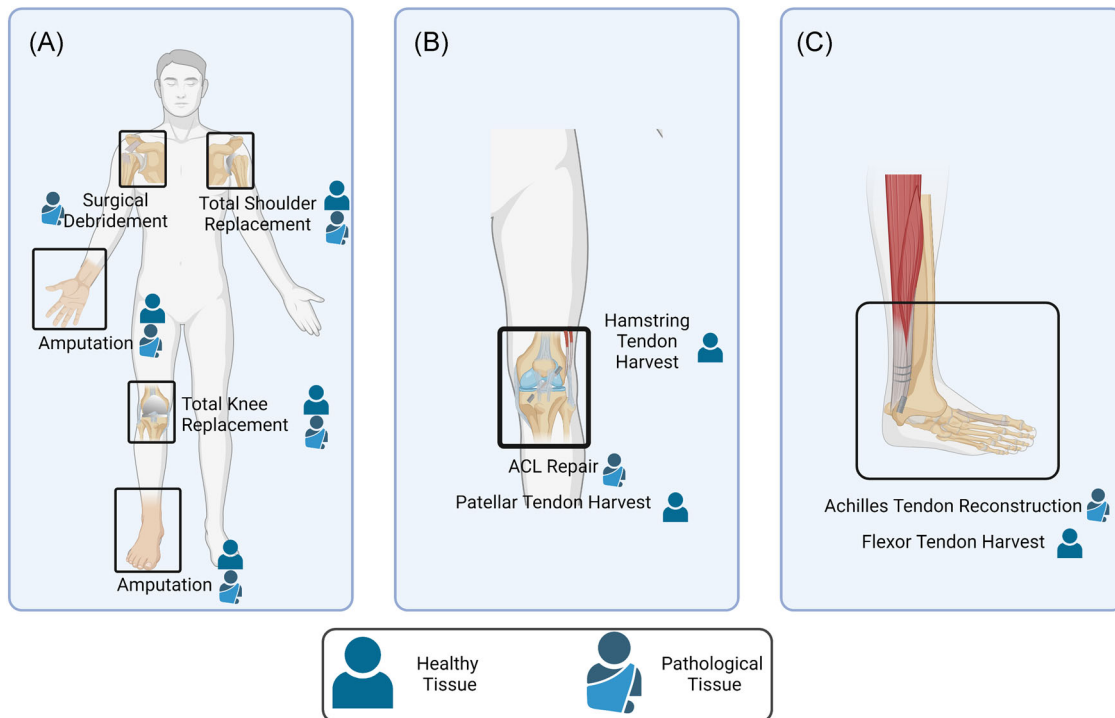 (A)
Surgical
Debridement
Total Shoulder
Replacement
Amputation
Total Knee
Replacement
Amputation
(B)
Hamstring
Tendon
Harvest
ACL Repair
Patellar Tendon Harvest
(C)
Achilles Tendon Reconstruction
Flexor Tendon Harvest
Healthy
Tissue
Pathological
Tissue